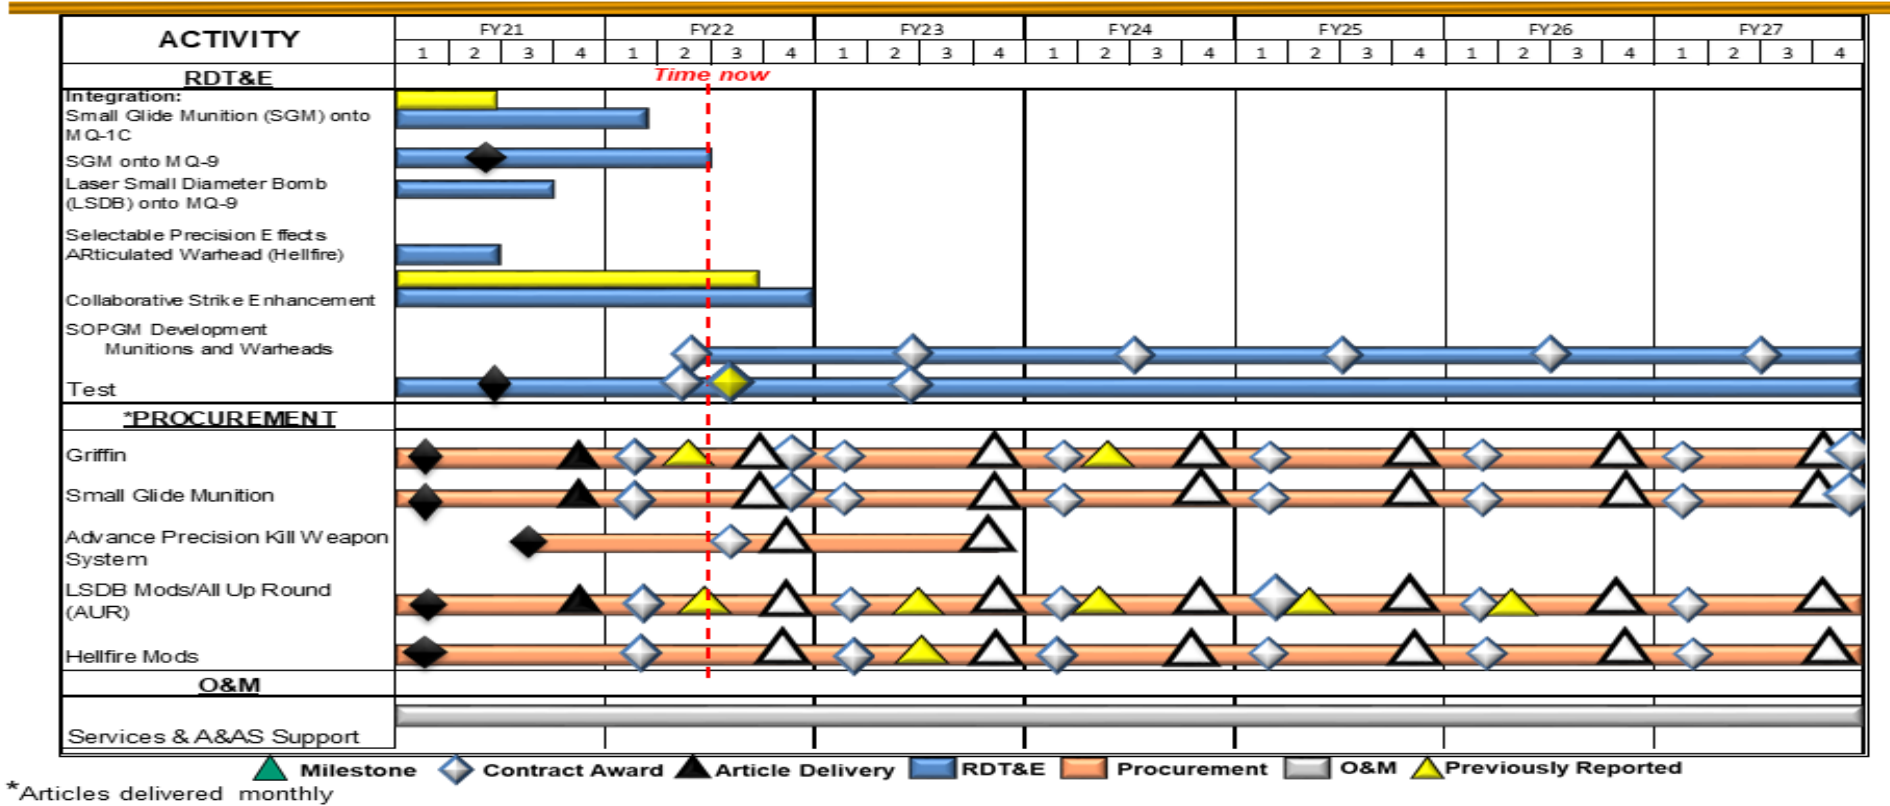 ACTIVITY
FY21 FY22 FY23 FY24 FY25 FY26 FY27
1 2 3 4 1 2 3 4 1 2 3 4 1 2 3 4 1 2 3 4 1 2 3 4 1 2 3 4
RDT&E
Time now
Integration:
Small Glide Munition (SGM) onto
MQ-1C
SGM onto MQ-9
Laser Small Diameter Bomb
(LSDB) onto MQ-9
Selectable Precision Effects
ARticulated Warhead (Hellfire)
Collaborative Strike Enhancement
SOPGM Development
Munitions and Warheads
Test
*PROCUREMENT
Griffin
Small Glide Munition
Advance Precision Kill Weapon
System
LSDB Mods/All Up Round
(AUR)
Hellfire Mods
O&M
Services & A&AS Support
Milestone Contract Award Article Delivery RDT&E Procurement O&M Previously Reported
*Articles delivered monthly